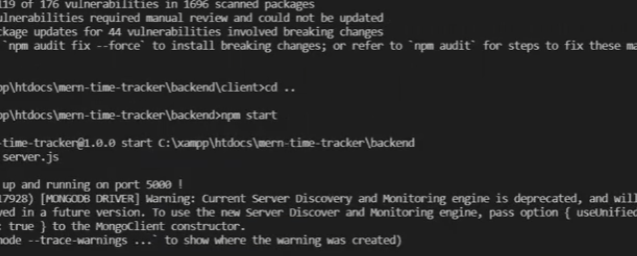 119 of 176 vulnerabilities in 1696 scanned packages
ulnerabilities required manual review and could not be updated
ckage updates for 44 vulnerabilities involved breaking changes
`npm audit fix --force` to install breaking changes; or refer to `npm audit` for steps to fix these ma
pp\htdocs\mern-time-tracker\backend\client>cd ..
pp\htdocs\mern-time-tracker\backend>npm start
-time-tracker@1.0.0 start C:\xampp\htdocs\mern-time-tracker\backend
server.js
up and running on port 5000 !
17928) [MONGODB DRIVER] Warning: Current Server Discovery and Monitoring engine is deprecated, and will
ved in a future version. To use the new Server Discover and Monitoring engine, pass option { useUnified
: true } to the MongoClient constructor.
node --trace-warnings ...` to show where the warning was created)